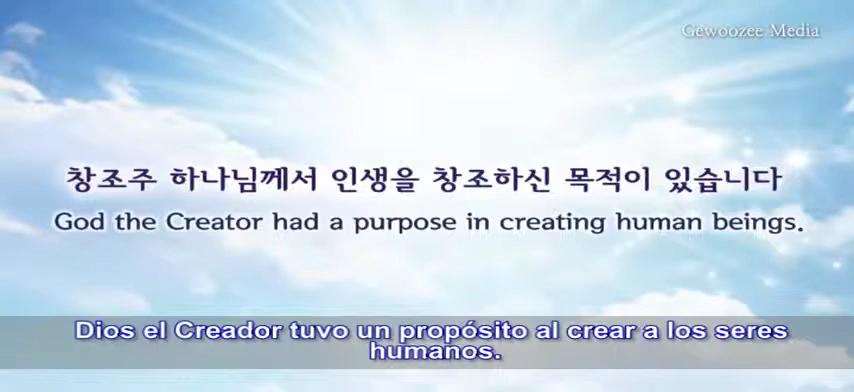 Gewoozee Media
창조주 하나님께서 인생을 창조하신 목적이 있습니다
God the Creator had a purpose in creating human beings.
Dios el Creador tuvo un propósito al crear a los seres
humanos.